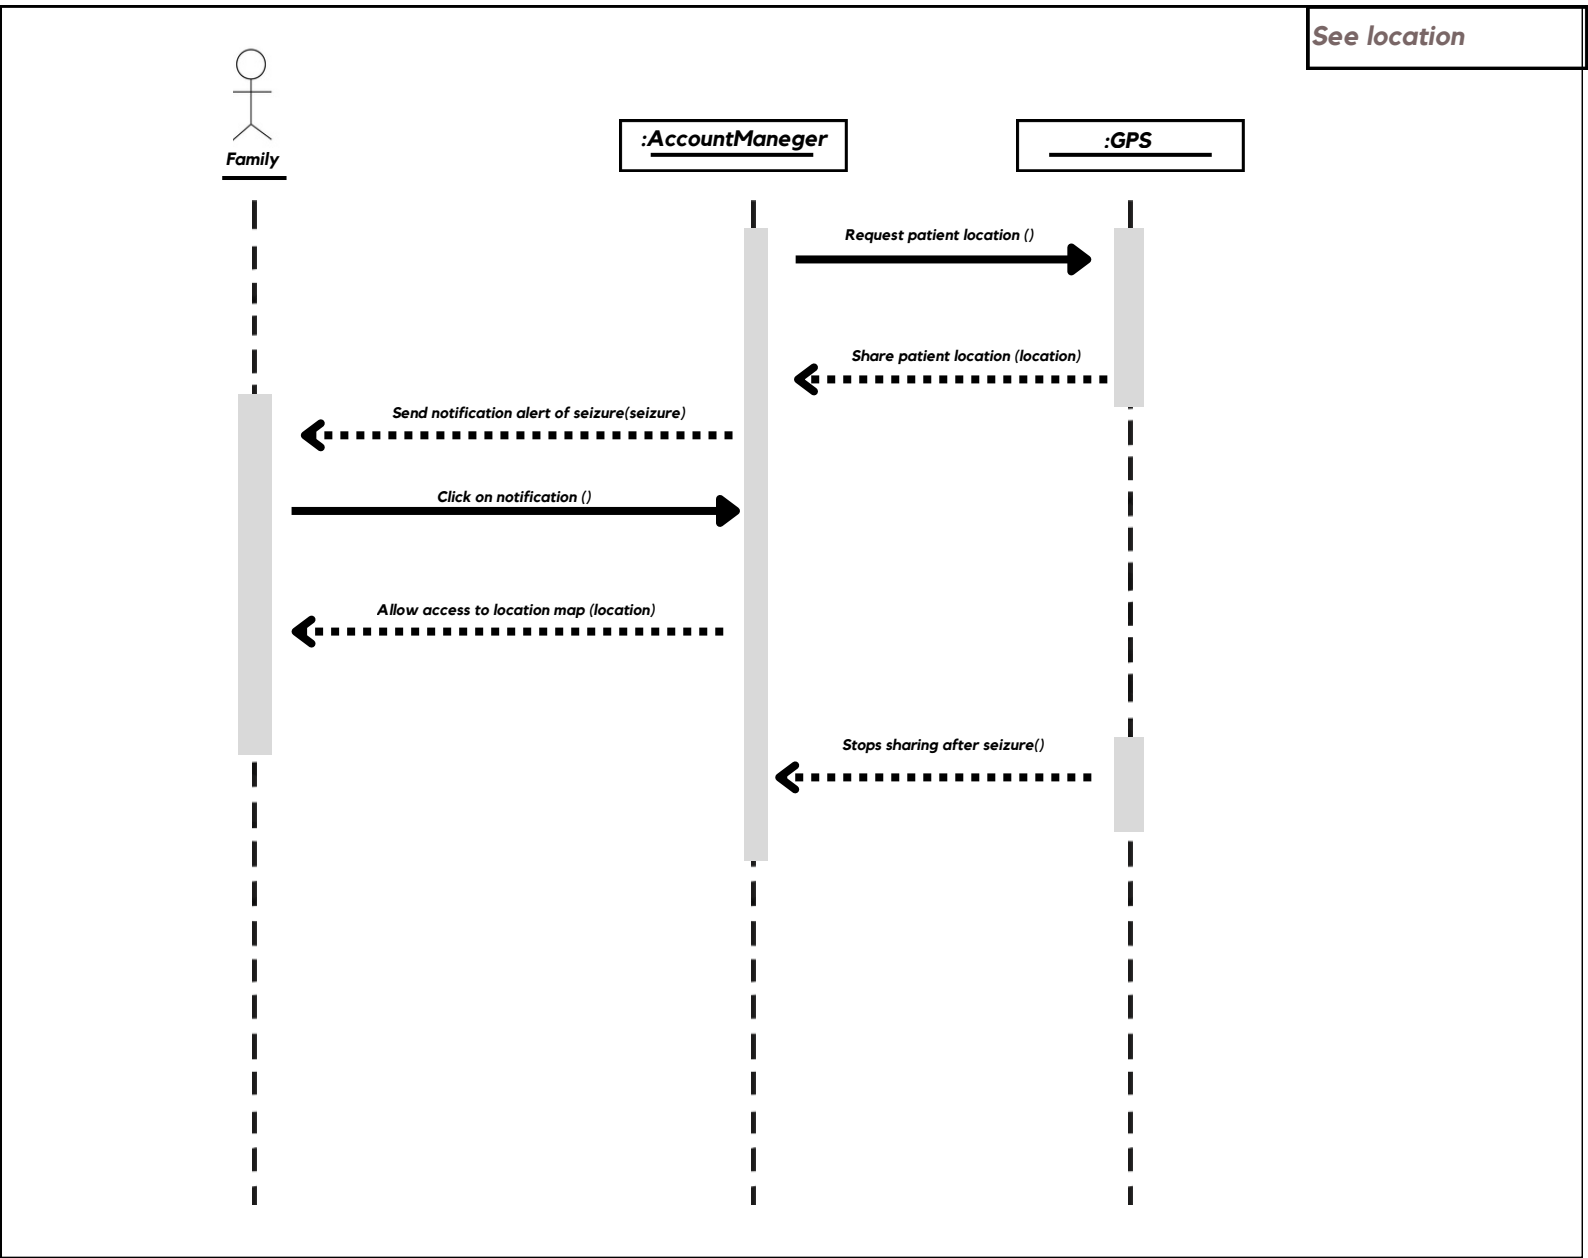 See location
Family
:AccountManeger
:GPS
Request patient location ()
Share patient location (location)
Send notification alert of seizure(seizure)
Click on notification ()
Allow access to location map (location)
Stops sharing after seizure()